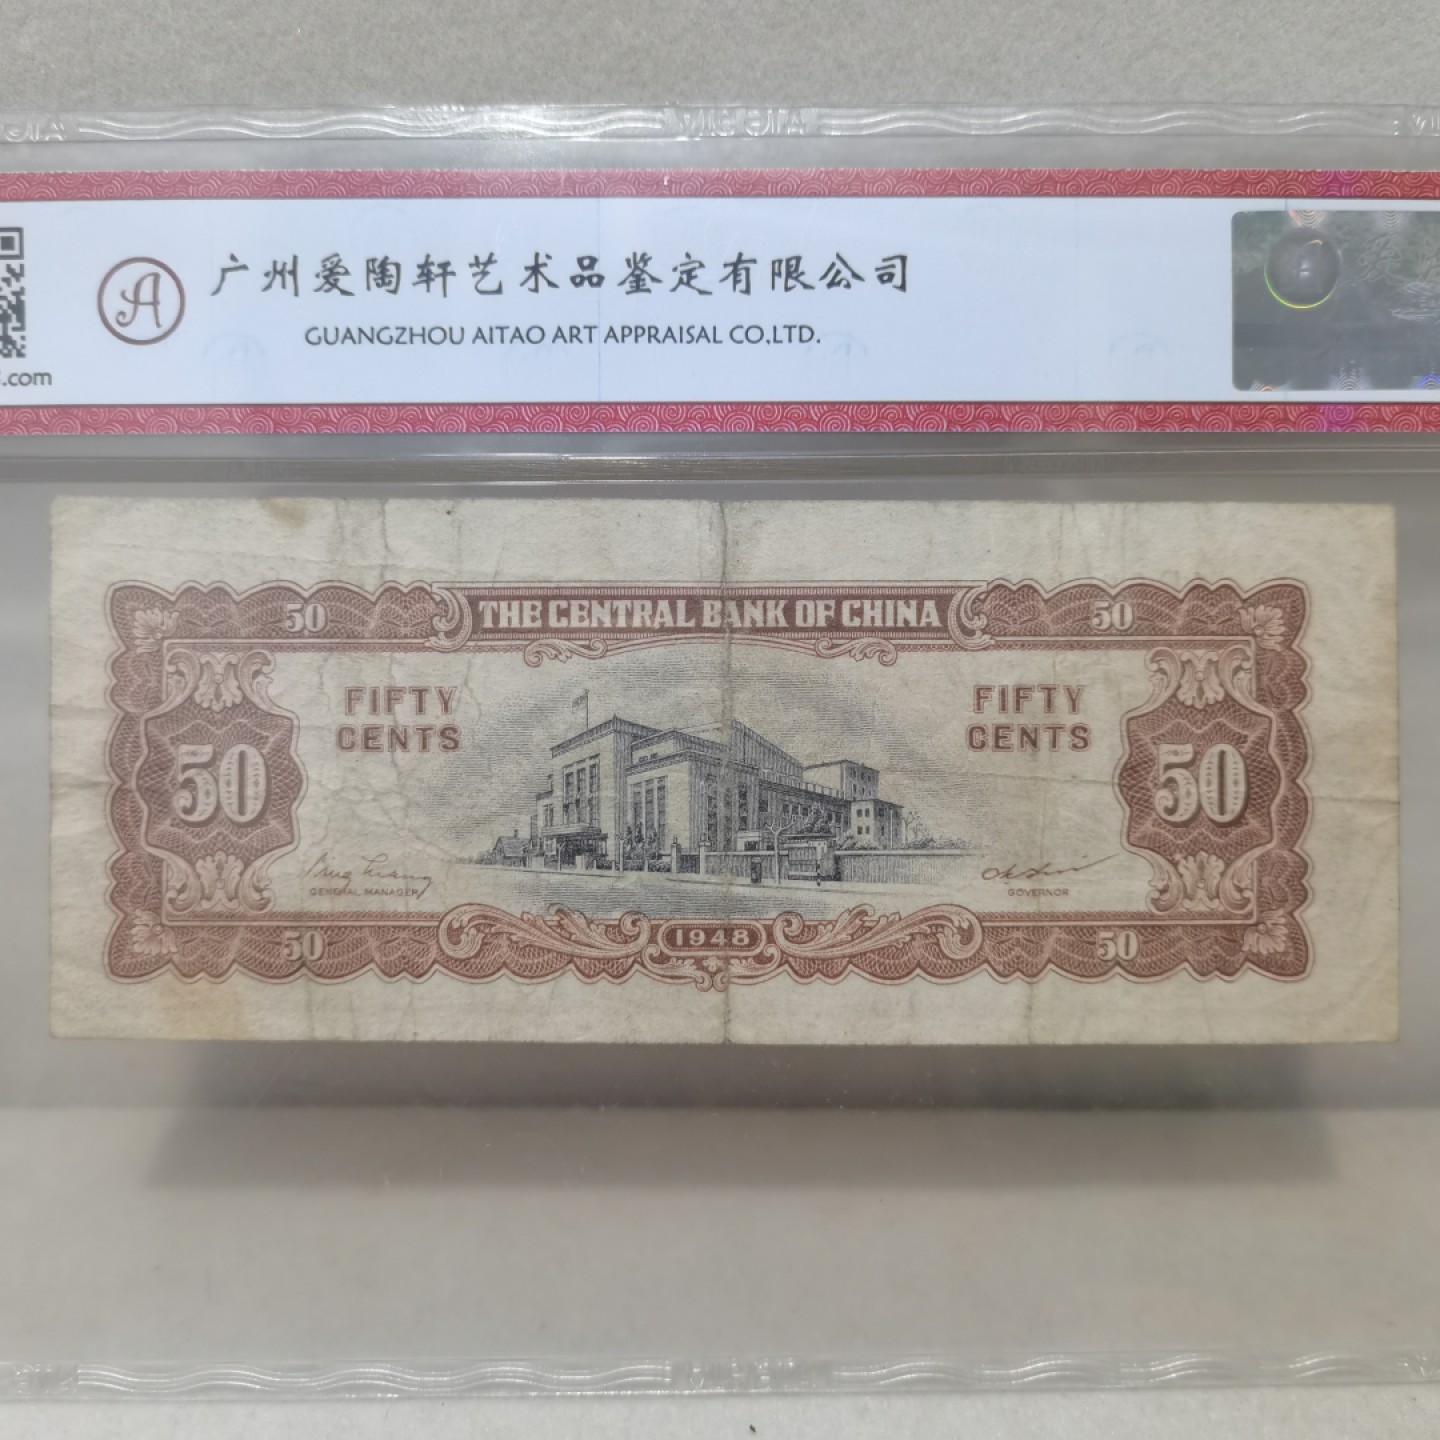 广州爱陶轩艺术品鉴定有限公司
GUANGZHOU AITAO ART APPRAISAL CO.,LTD.
.com
50
THE CENTRAL BANK OF CHINA
50
FIFTY
CENTS
FIFTY
CENTS
50
50
GENERAL MANAGER
GOVERNOR
50
1948
50